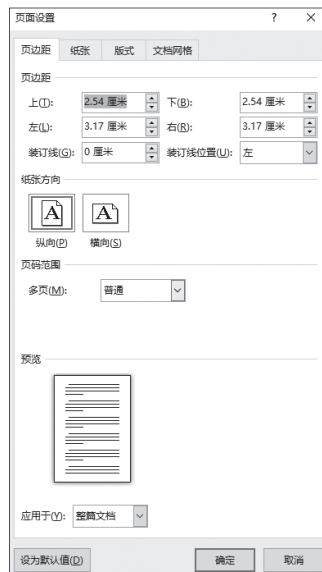 页面设置 ? ×
页边距 纸张 版式 文档网格
页边距
上(T): 2.54 厘米 下(B): 2.54 厘米
左(L): 3.17 厘米 右(R): 3.17 厘米
装订线(G): 0 厘米 装订线位置(U): 左
纸张方向
A A
纵向(P) 横向(S)
页码范围
多页(M): 普通
预览
应用于(Y): 整篇文档
设为默认值(D) 确定 取消